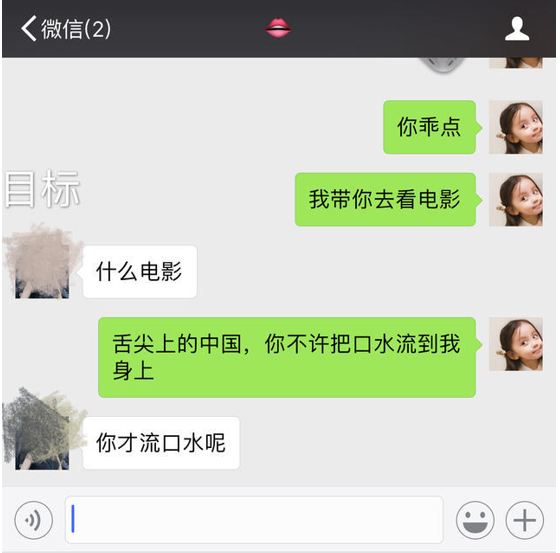 微信(2)
你乖点
目标
我带你去看电影
什么电影
舌尖上的中国，你不许把口水流到我
身上
你才流口水呢